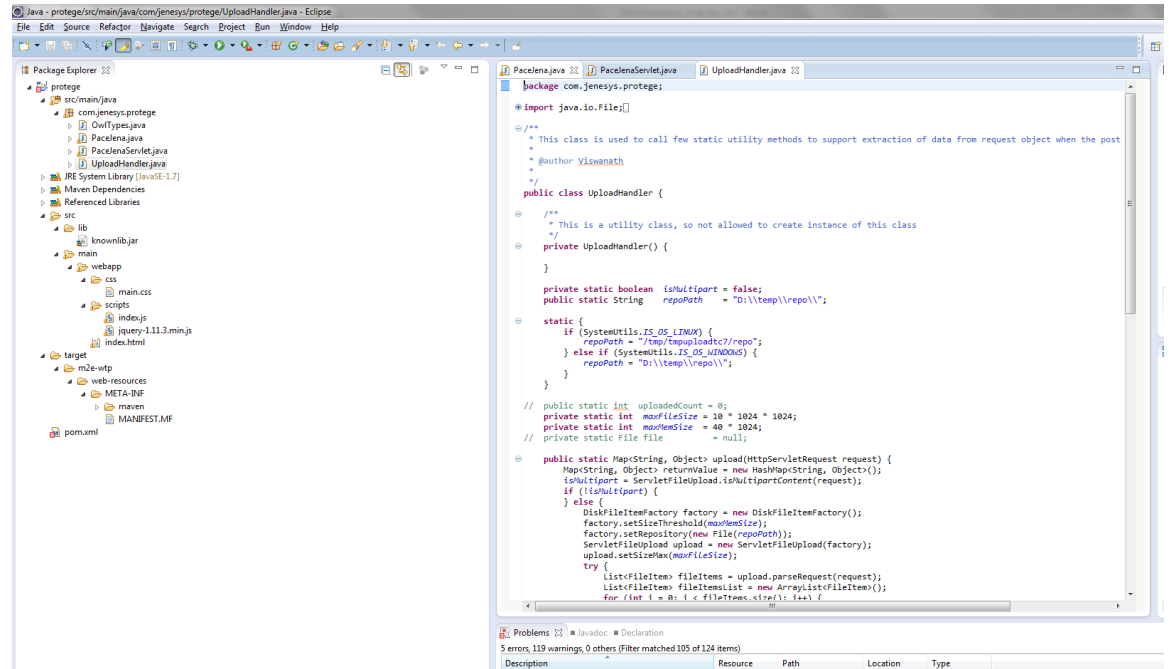 Java - protege/src/main/java/com/jenesys/protege/UploadHandler.java - Eclipse
File Edit Source Refactor Navigate Search Project Run Window Help
Package Explorer
protege
src/main/java
com.jenesys.protege
OwlTypes.java
PaceJena.java
PaceJenaServlet.java
UploadHandler.java
JRE System Library [JavaSE-1.7]
Maven Dependencies
Referenced Libraries
src
lib
knownlib.jar
main
webapp
css
main.css
scripts
index.js
jquery-1.11.3.min.js
index.html
target
m2e-wtp
web-resources
META-INF
maven
MANIFEST.MF
pom.xml
PaceJena.java PaceJenaServlet.java UploadHandler.java
package com.jenesys.protege;
import java.io.File;
/**
* This class is used to call few static utility methods to support extraction of data from request object when the post
*
* @author Viswanath
*
*/
public class UploadHandler {
/**
* This is a utility class, so not allowed to create instance of this class
*/
private UploadHandler() {
}
private static boolean isMultipart = false;
public static String repoPath = "D:\\temp\\repo\\";
static {
if (SystemUtils.IS_OS_LINUX) {
repoPath = "/tmp/tmpuploadtc7/repo";
} else if (SystemUtils.IS_OS_WINDOWS) {
repoPath = "D:\\temp\\repo\\";
}
}
// public static int uploadedCount = 0;
private static int maxFileSize = 10 * 1024 * 1024;
private static int maxMemSize = 40 * 1024;
// private static File file = null;
public static Map<String, Object> upload(HttpServletRequest request) {
Map<String, Object> returnValue = new HashMap<String, Object>();
isMultipart = ServletFileUpload.isMultipartContent(request);
if (!isMultipart) {
} else {
DiskFileItemFactory factory = new DiskFileItemFactory();
factory.setSizeThreshold(maxMemSize);
factory.setRepository(new File(repoPath));
ServletFileUpload upload = new ServletFileUpload(factory);
upload.setSizeMax(maxFileSize);
try {
List<FileItem> fileItems = upload.parseRequest(request);
List<FileItem> fileItemsList = new ArrayList<FileItem>();
for (int i = 0; i < fileItems.size(); i++) {
Problems Javadoc Declaration
5 errors, 119 warnings, 0 others (Filter matched 105 of 124 items)
Description Resource Path Location Type